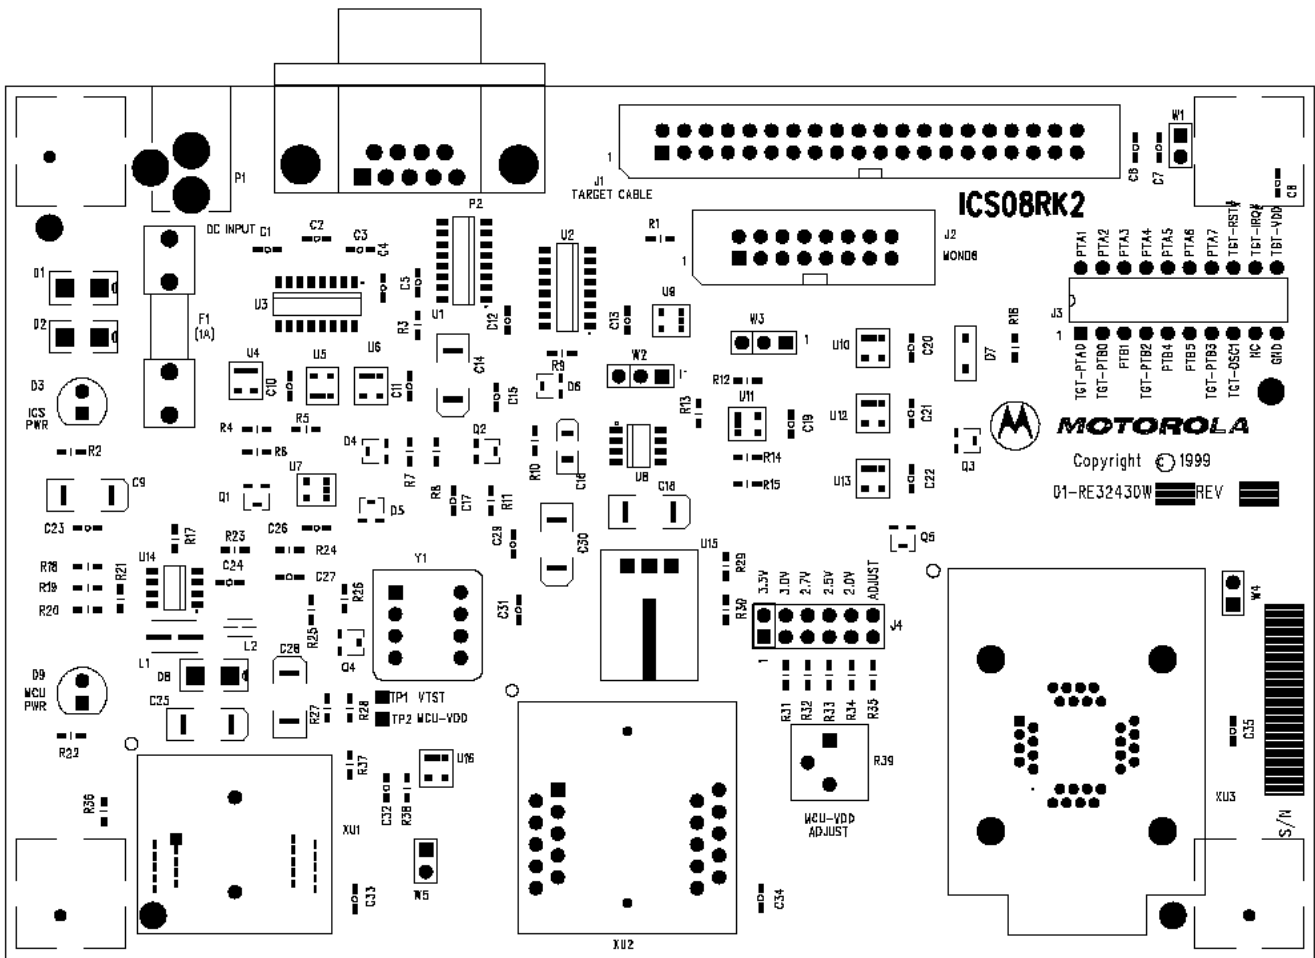 W1
P1
1
J1
TARGET CABLE
C6
C7
C8
P2
ICS08RK2
DC INPUT
C1
C2
C3
C4
U2
R1
J2
MON08
1
PTA1
PTA2
PTA3
PTA4
PTA5
PTA6
PTA7
TGT-RST*
TGT-IRQ*
TGT-VDD
D1
C5
U9
U3
D2
F1
(1A)
R3
U1
C12
C13
W3
1
J3
1
R16
U10
C20
D7
C14
TGT-PTA0
TGT-PTB0
PTB1
TGT-PTB2
PTB4
PTB5
TGT-PTB3
TGT-OSC1
NC
GND
U4
U5
U6
R9
W2
1
D3
ICS
PWR
C10
C11
C15
D6
R12
U11
R13
U12
C21
C19
MOTOROLA
R4
R5
R2
R6
D4
Q2
R7
R8
R10
C16
U8
R14
Q3
Copyright © 1999
C9
U7
R15
U13
C22
01-RE3243DW
REV
Q1
D5
C17
R11
C18
C23
R17
C26
C29
C30
U15
Q5
R23
R24
U14
Y1
R18
R21
C24
R29
3.3V
3.0V
2.7V
2.5V
2.0V
ADJUST
R19
C27
R26
W4
R20
R25
C31
R30
J4
L1
L2
Q4
1
D9
MCU
PWR
D8
C28
TP1 VTST
R31
R32
R33
R34
R35
C25
R27
R28
TP2 MCU-VDD
R22
R37
U16
R39
C35
R36
C32
R38
MCU-VDD
ADJUST
XU3
S/N
XU1
W5
C33
C34
XU2